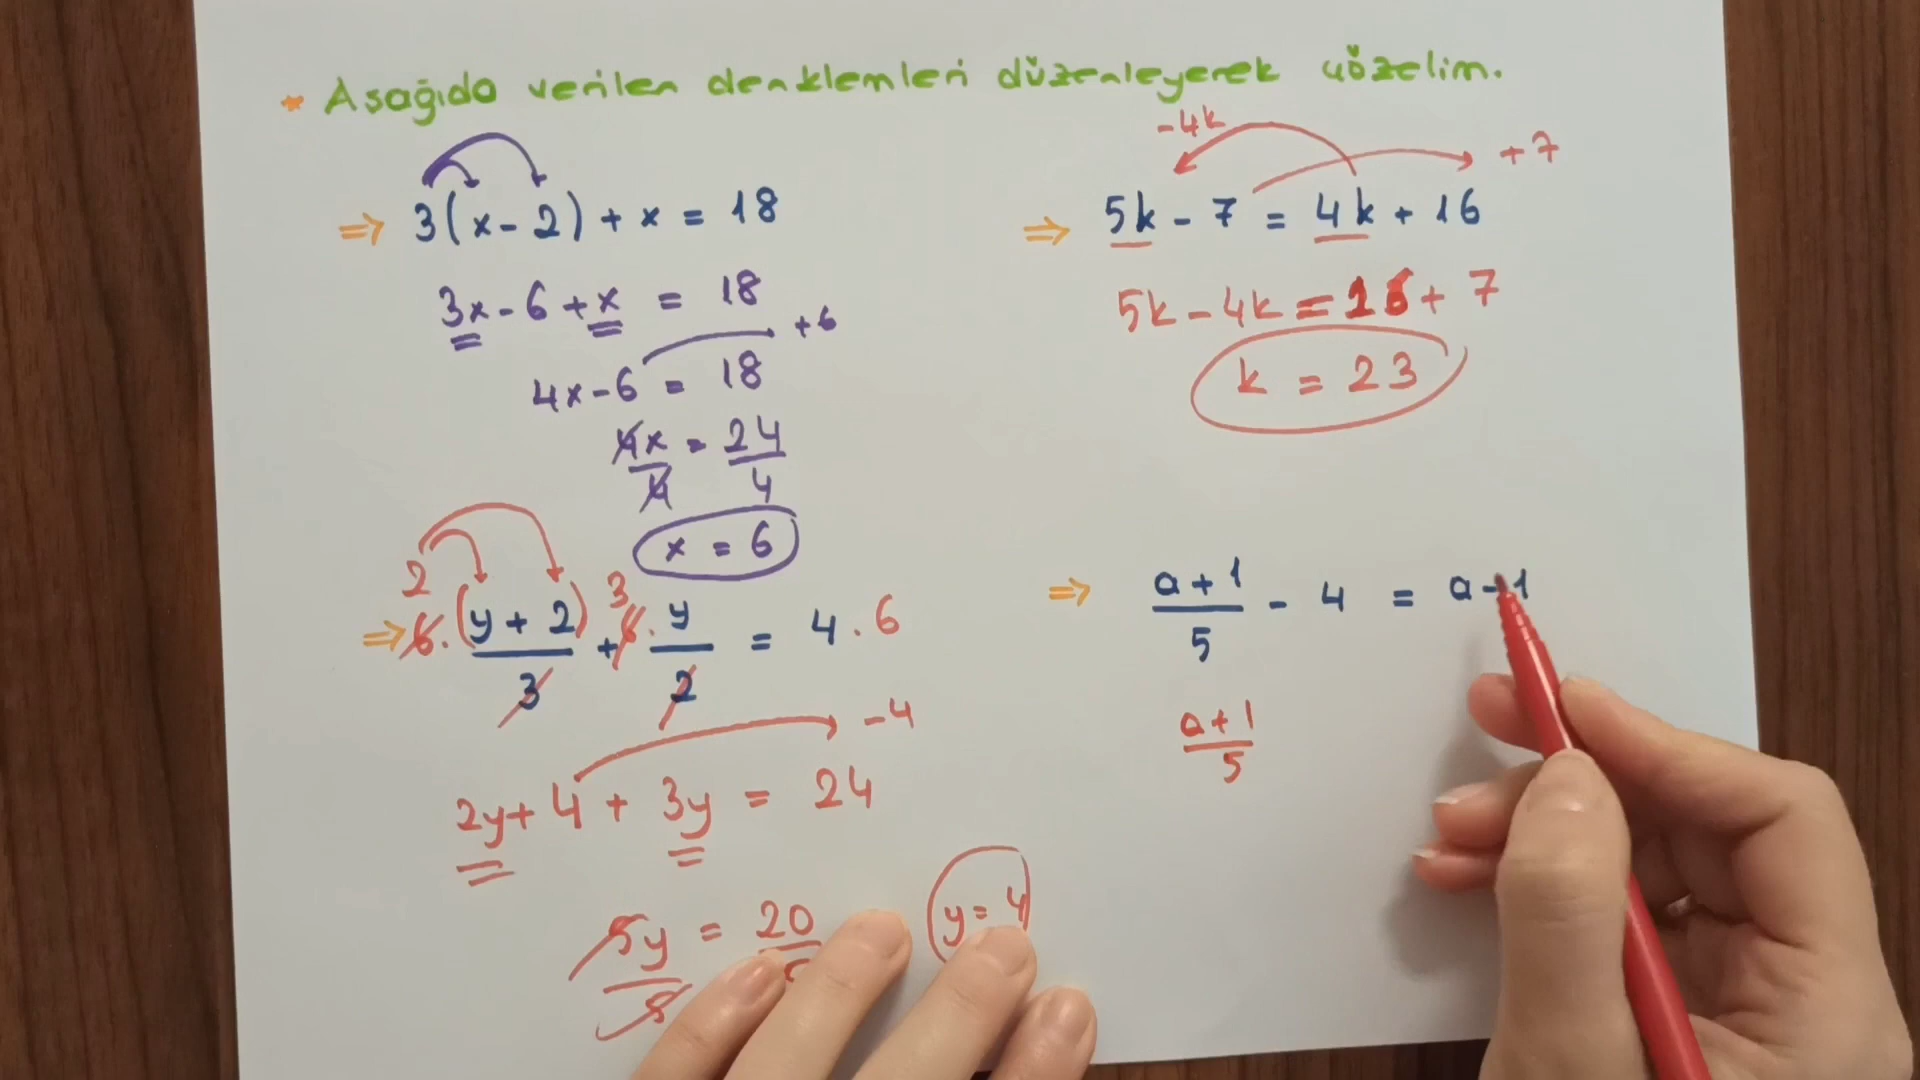 * Asağıda verilen denklemleri düzenleyerek çözelim.
⇒ 3(x-2) + x = 18
3x - 6 + x = 18
+6
4x - 6 = 18
4x/4 = 24/4
x = 6
-4k
+7
⇒ 5k - 7 = 4k + 16
5k - 4k = 16 + 7
k = 23
2 3
⇒ 6.(y+2)/3 + 6.y/2 = 4.6
-4
2y + 4 + 3y = 24
5y/5 = 20
y = 4
⇒ (a+1)/5 - 4 = a
(a+1)/5